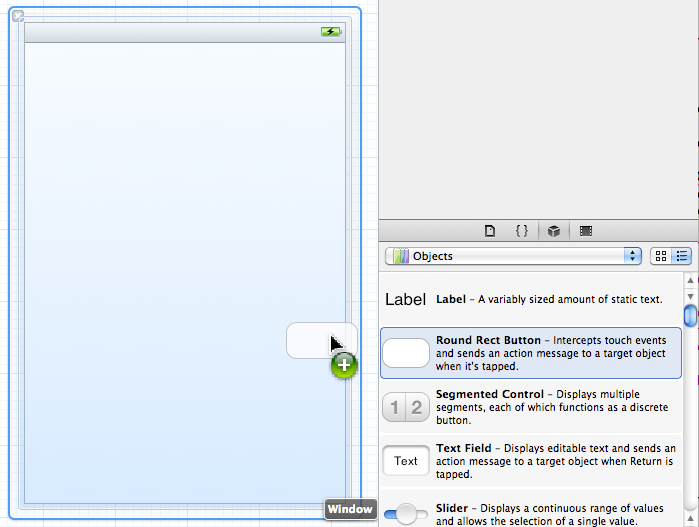 Window
{ }
Objects
Label
Label – A variably sized amount of static text.
Round Rect Button – Intercepts touch events
and sends an action message to a target object
when it's tapped.
1 2
Segmented Control – Displays multiple
segments, each of which functions as a discrete
button.
Text
Text Field – Displays editable text and sends an
action message to a target object when Return is
tapped.
Slider – Displays a continuous range of values
and allows the selection of a single value.